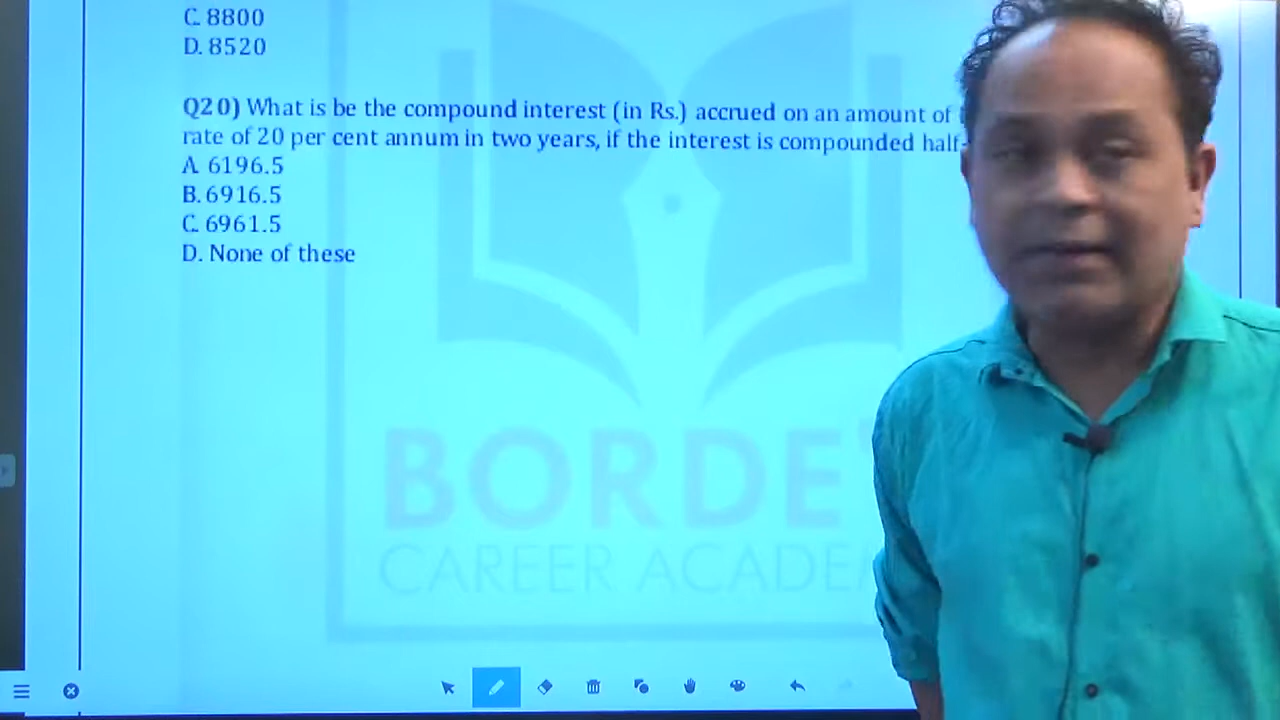 C. 8800
D. 8520
Q20) What is be the compound interest (in Rs.) accrued on an amount of
rate of 20 per cent annum in two years, if the interest is compounded half-
A. 6196.5
B. 6916.5
C. 6961.5
D. None of these
BORDE
CAREER ACADE